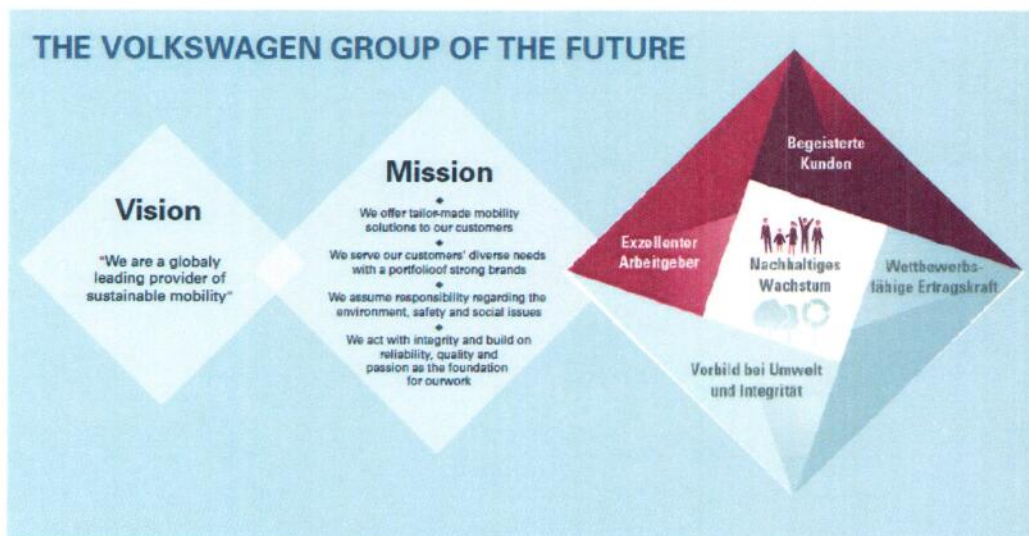 THE VOLKSWAGEN GROUP OF THE FUTURE
Vision
"We are a globaly
leading provider of
sustainable mobility"
Mission
We offer tailor-made mobility
solutions to our customers
We serve our customers' diverse needs
with a portfolioof strong brands
We assume responsibility regarding the
environment, safety and social issues
We act with integrity and build on
reliability, quality and
passion as the foundation
for ourwork
Begeisterte
Kunden
Exzellenter
Arbeitgeber
Nachhaltiges
Wachstum
Wettbewerbs-
fähige Ertragskraft
Vorbild bei Umwelt
und Integrität